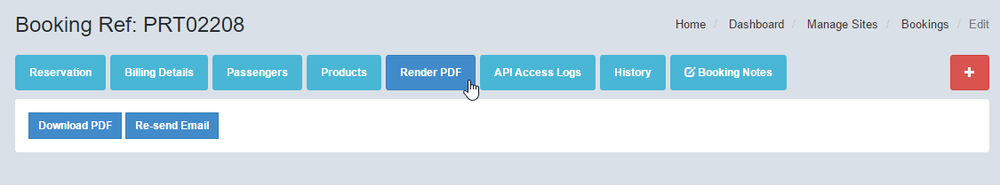 Booking Ref: PRT02208
Home / Dashboard / Manage Sites / Bookings / Edit
Reservation Billing Details Passengers Products Render PDF API Access Logs History Booking Notes +
Download PDF Re-send Email